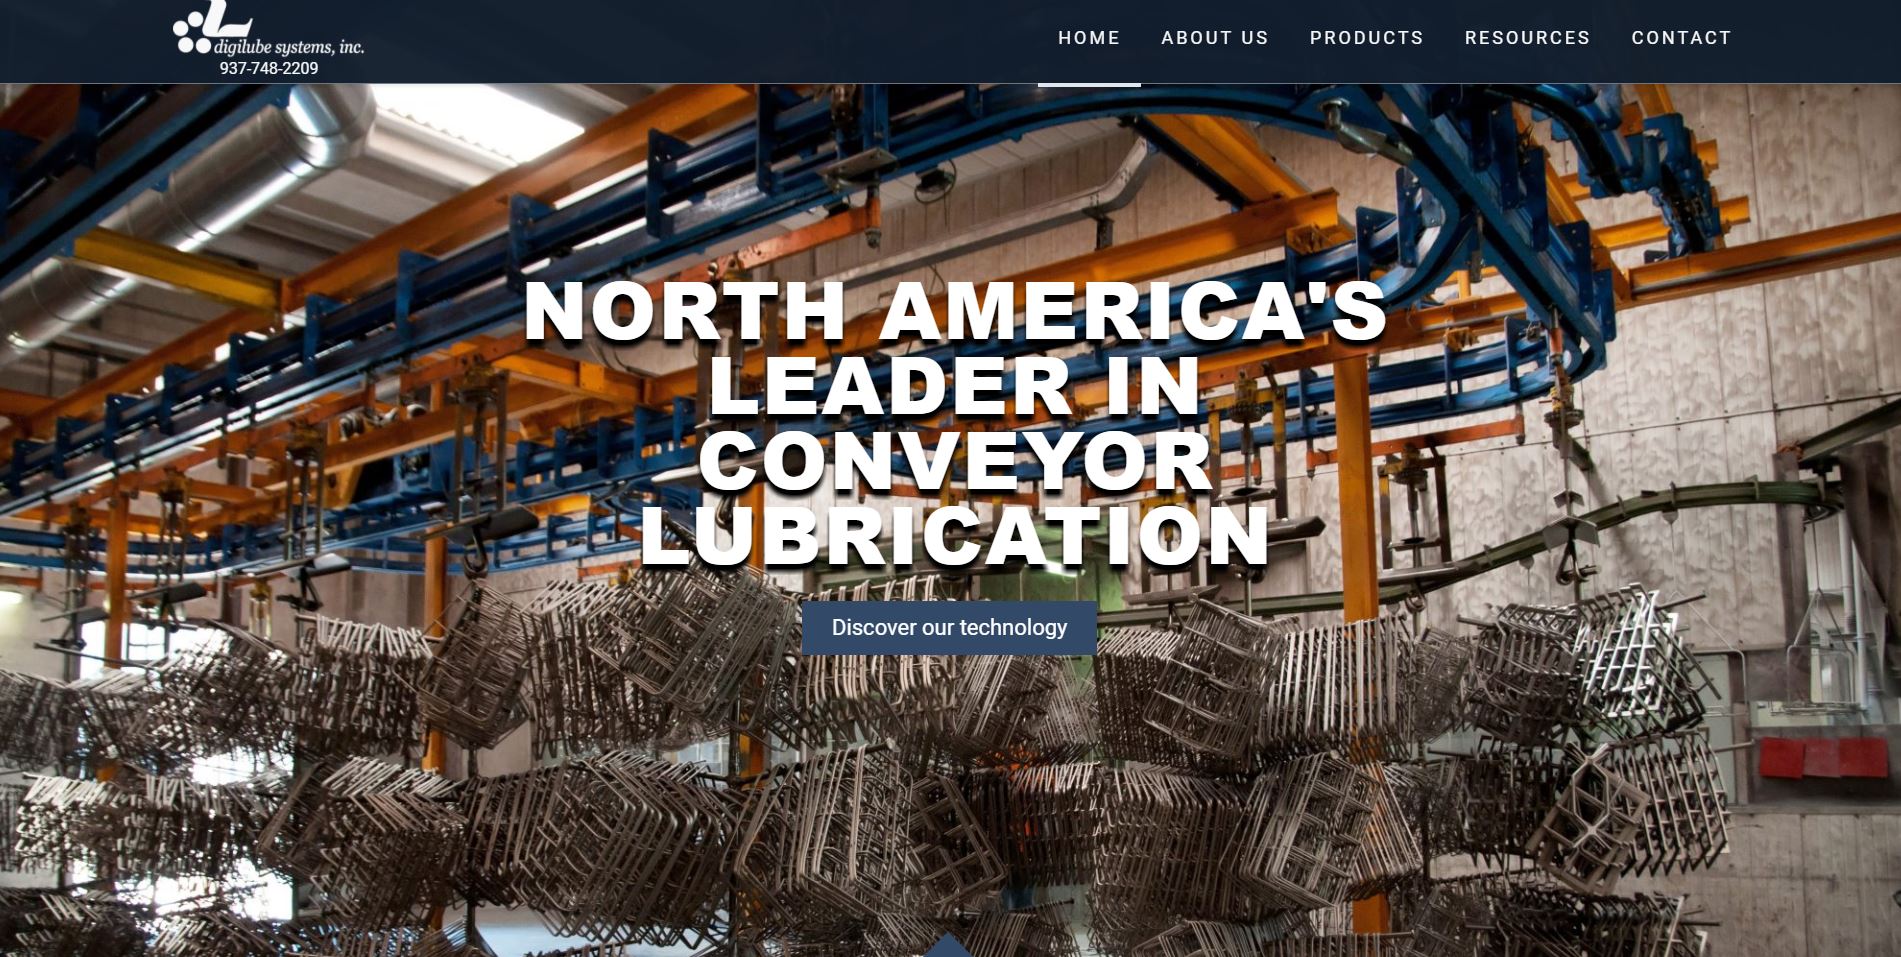 digilube systems, inc.
937-748-2209
HOME ABOUT US PRODUCTS RESOURCES CONTACT
NORTH AMERICA'S
LEADER IN
CONVEYOR
LUBRICATION
Discover our technology